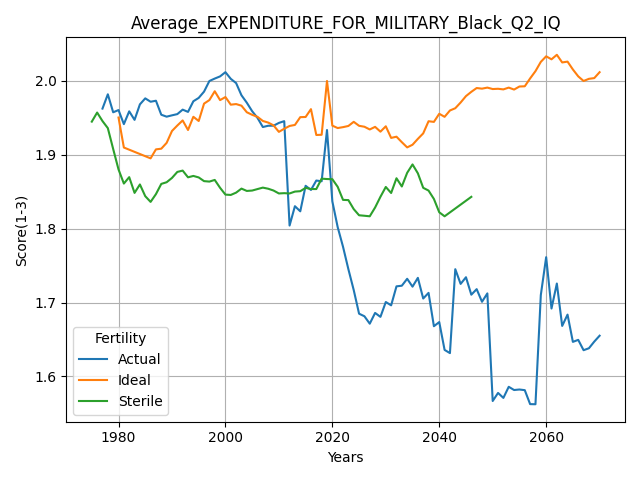 Average_EXPENDITURE_FOR_MILITARY_Black_Q2_IQ
Score(1-3)
2.0
1.9
1.8
1.7
1.6
Fertility
Actual
Ideal
Sterile
1980 2000 2020 2040 2060
Years